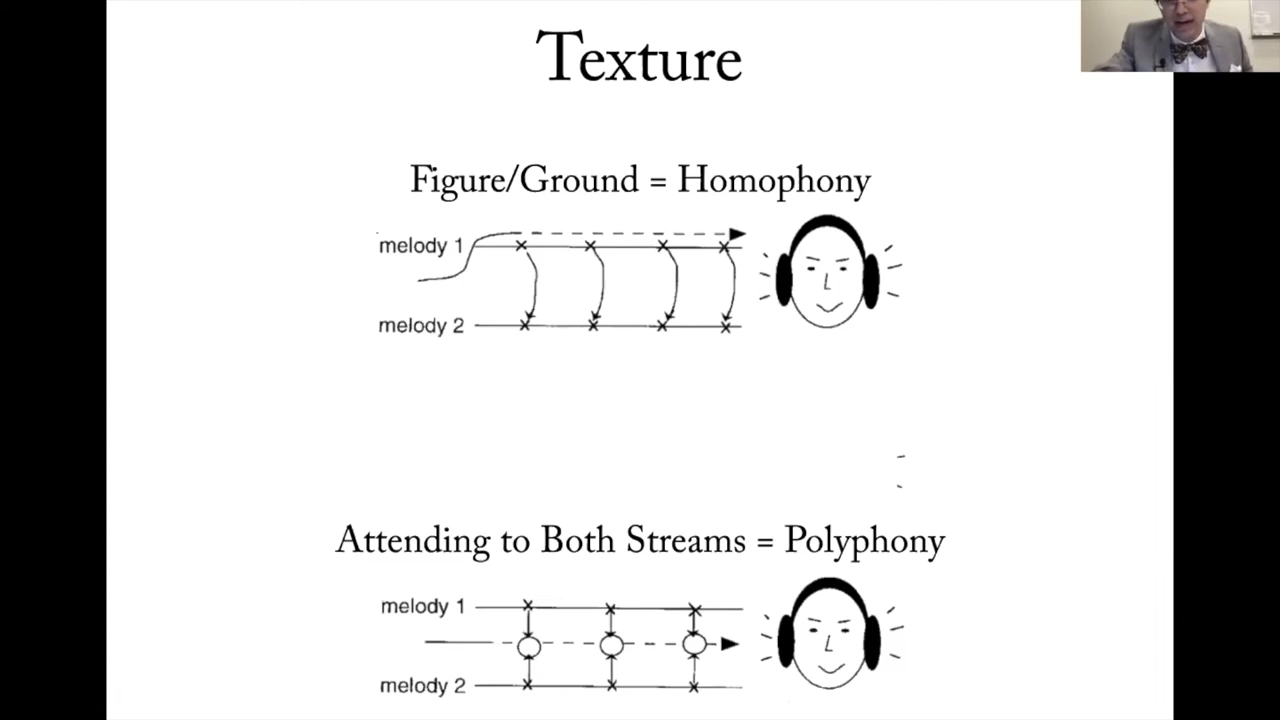 Texture
Figure/Ground = Homophony
melody 1
melody 2
Attending to Both Streams = Polyphony
melody 1
melody 2